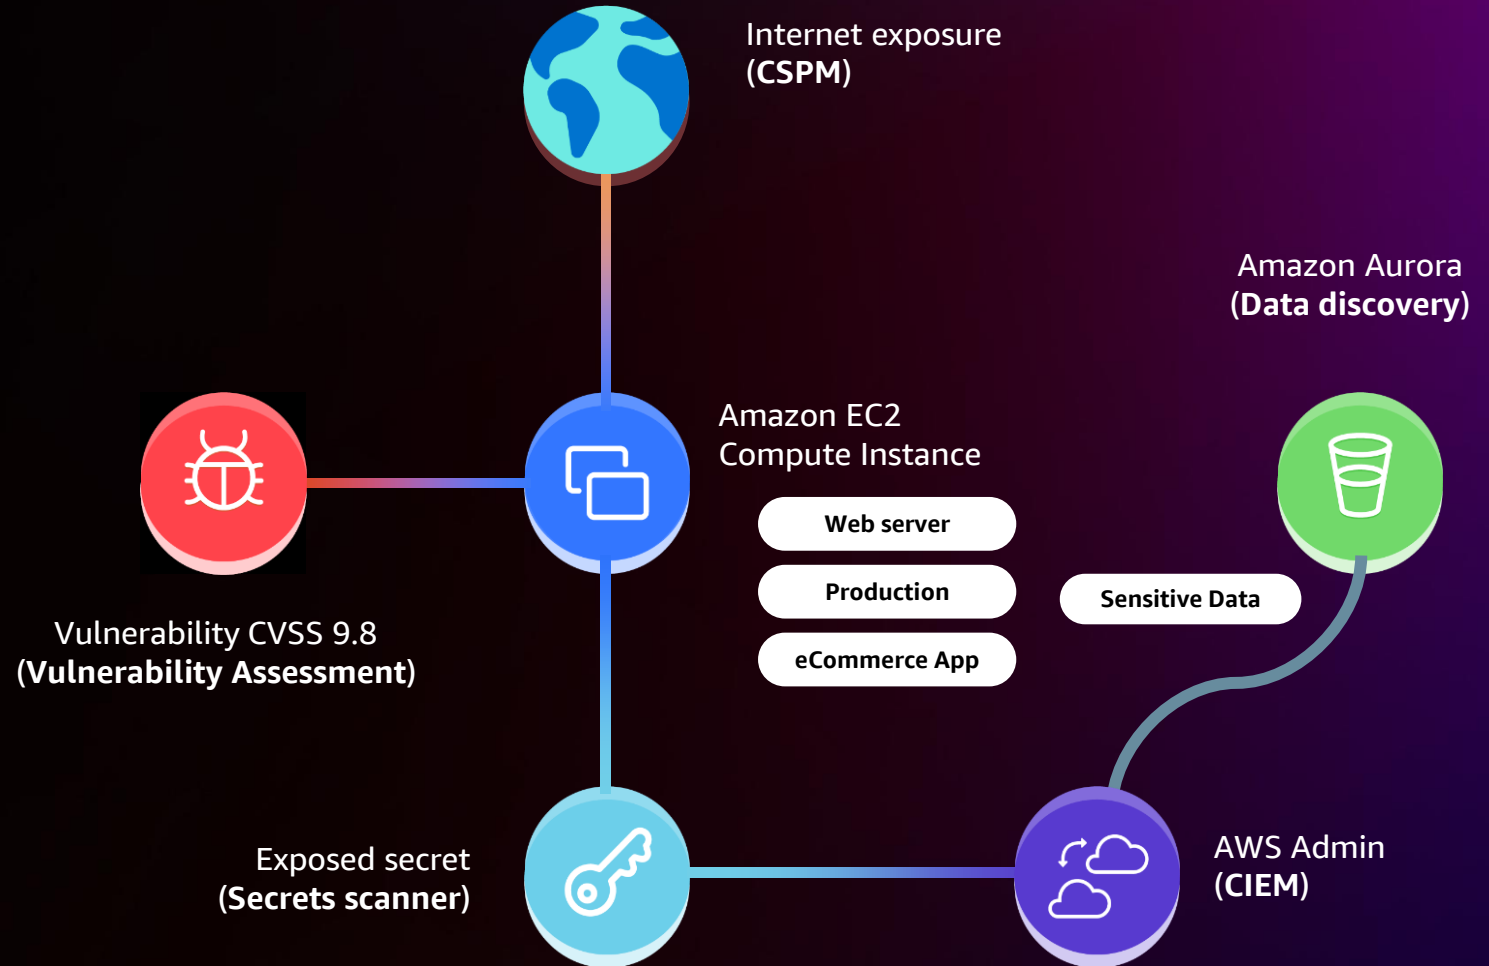 Internet exposure
(CSPM)
Amazon Aurora
(Data discovery)
Amazon EC2
Compute Instance
Web server
Production
eCommerce App
Sensitive Data
Vulnerability CVSS 9.8
(Vulnerability Assessment)
Exposed secret
(Secrets scanner)
AWS Admin
(CIEM)